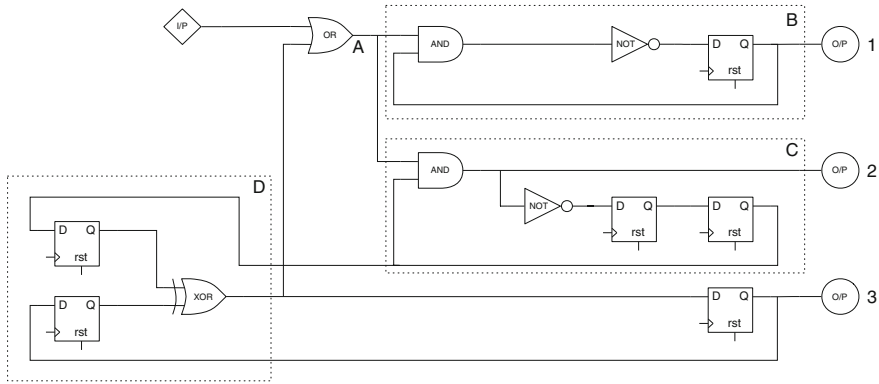 I/P
OR
A
B
AND
NOT
D Q
rst
O/P
1
C
AND
NOT
D Q
rst
D Q
rst
O/P
2
D
D Q
rst
D Q
rst
XOR
D Q
rst
O/P
3